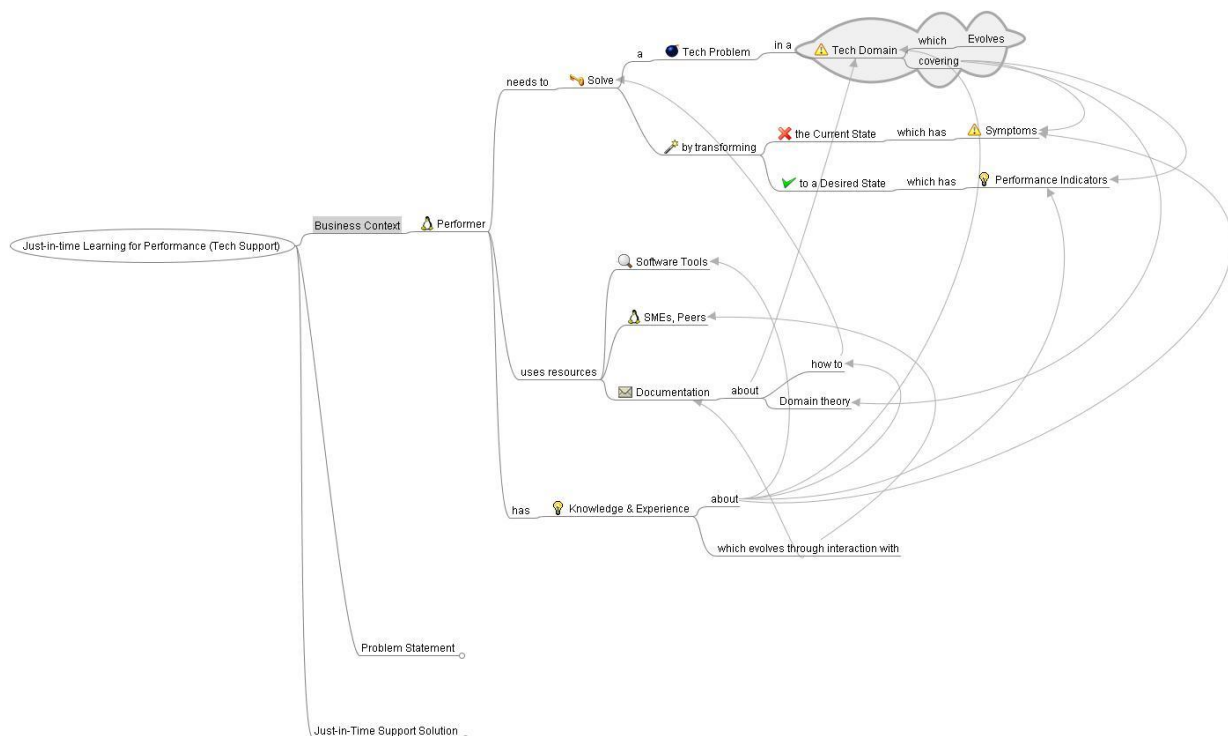 Just-in-time Learning for Performance (Tech Support)
Business Context
Performer
needs to
Solve
a
Tech Problem
in a
Tech Domain
which
Evolves
covering
by transforming
the Current State
which has
Symptoms
to a Desired State
which has
Performance Indicators
uses resources
Software Tools
SMEs, Peers
Documentation
about
how to
Domain theory
has
Knowledge & Experience
about
which evolves through interaction with
Problem Statement
Just-in-Time Support Solution